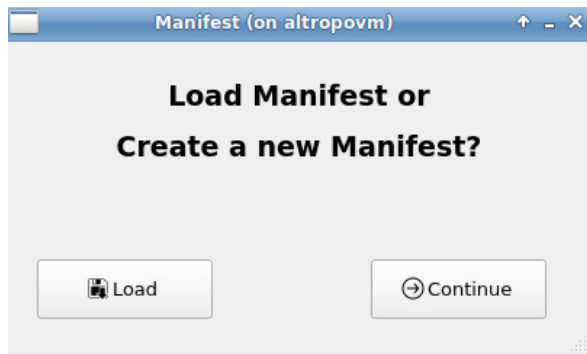 Manifest (on altropovm)
Load Manifest or
Create a new Manifest?
Load
Continue